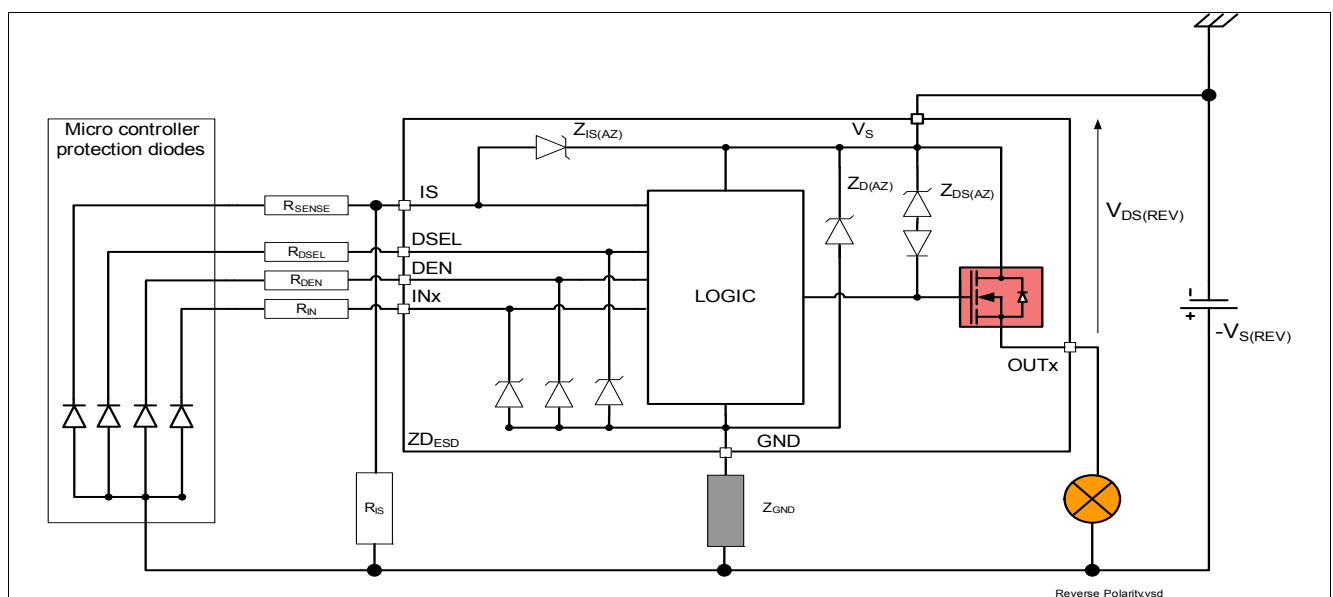 Micro controller
protection diodes
Z_IS(AZ)
V_S
Z_D(AZ)
Z_DS(AZ)
V_DS(REV)
R_SENSE
IS
R_DSEL
DSEL
R_DEN
DEN
R_IN
INx
LOGIC
-
+
-V_S(REV)
OUTx
ZD_ESD
GND
R_IS
Z_GND
Reverse Polarity.vsd